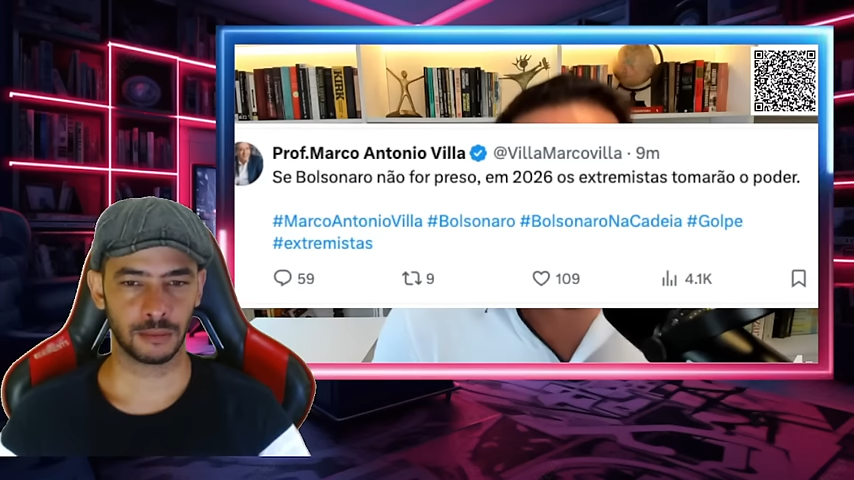 Prof.Marco Antonio Villa @VillaMarcovilla · 9m
Se Bolsonaro não for preso, em 2026 os extremistas tomarão o poder.
#MarcoAntonioVilla #Bolsonaro #BolsonaroNaCadeia #Golpe
#extremistas
59 9 109 4.1K